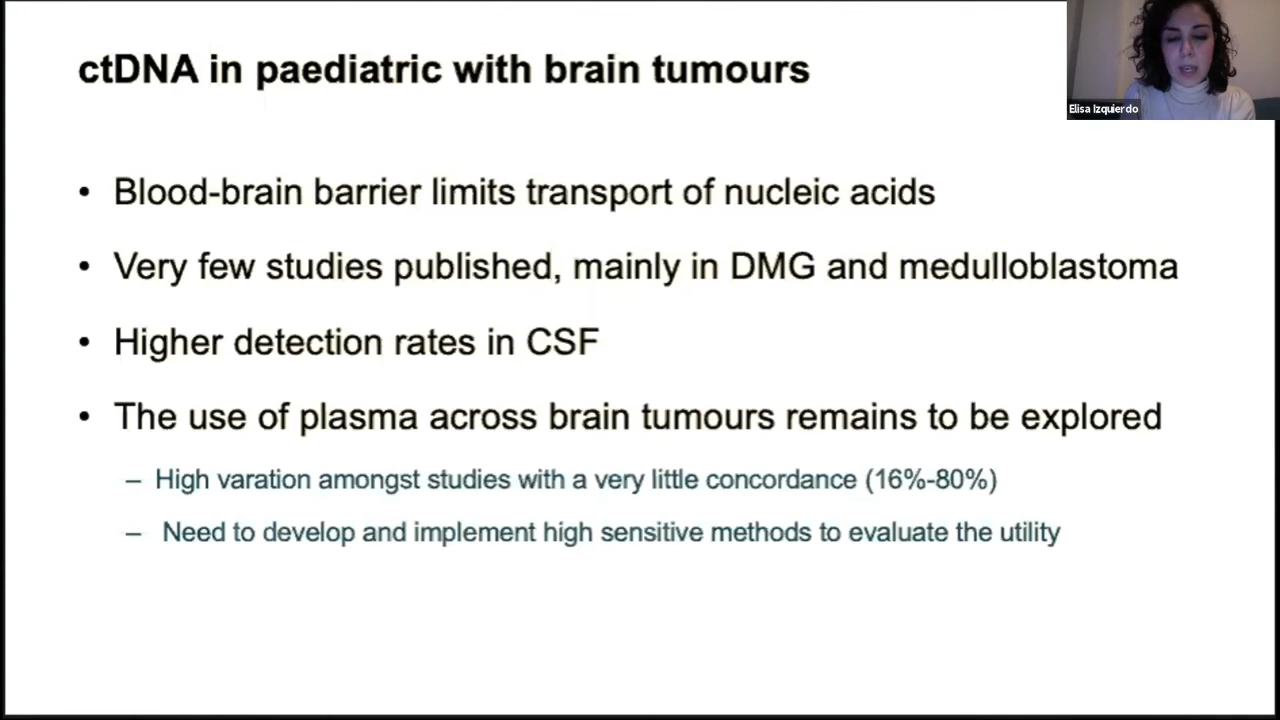 ctDNA in paediatric with brain tumours
Elisa Izquierdo
• Blood-brain barrier limits transport of nucleic acids
• Very few studies published, mainly in DMG and medulloblastoma
• Higher detection rates in CSF
• The use of plasma across brain tumours remains to be explored
– High varation amongst studies with a very little concordance (16%-80%)
– Need to develop and implement high sensitive methods to evaluate the utility